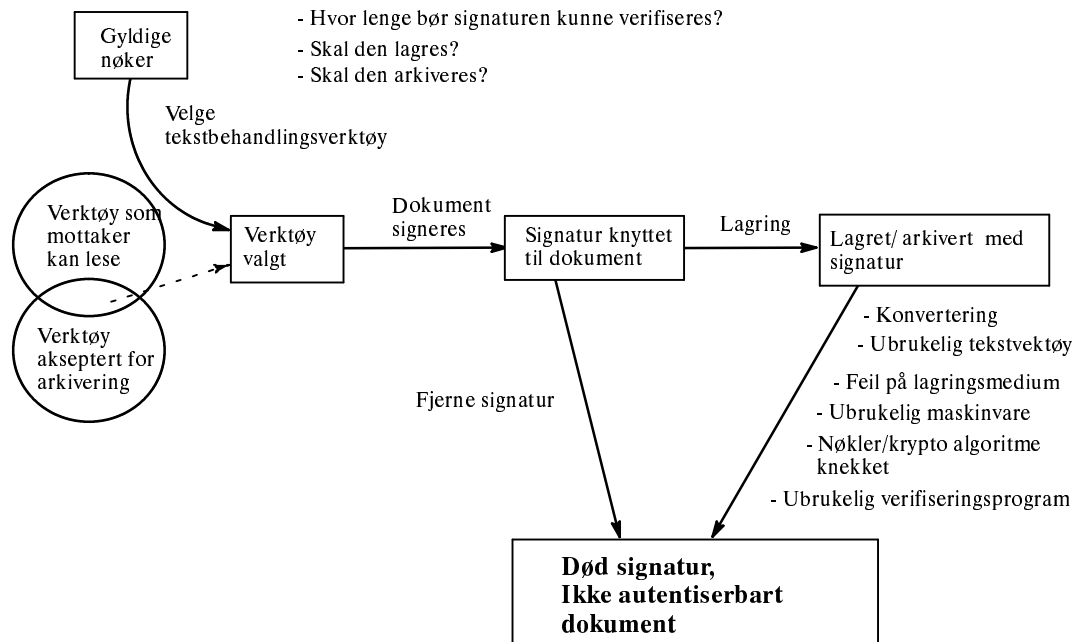 Gyldige
nøker
- Hvor lenge bør signaturen kunne verifiseres?
- Skal den lagres?
- Skal den arkiveres?
Velge
tekstbehandlingsverktøy
Verktøy som
mottaker
kan lese
Verktøy
akseptert for
arkivering
Verktøy
valgt
Dokument
signeres
Signatur knyttet
til dokument
Lagring
Lagret/ arkivert med
signatur
Fjerne signatur
- Konvertering
- Ubrukelig tekstvektøy
- Feil på lagringsmedium
- Ubrukelig maskinvare
- Nøkler/krypto algoritme
knekket
- Ubrukelig verifiseringsprogram
Død signatur,
Ikke autentiserbart
dokument